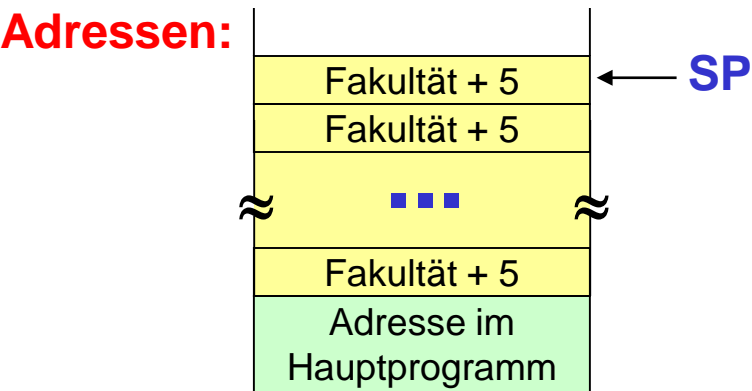 Adressen:
Fakultät + 5
SP
Fakultät + 5
≈ ... ≈
Fakultät + 5
Adresse im
Hauptprogramm